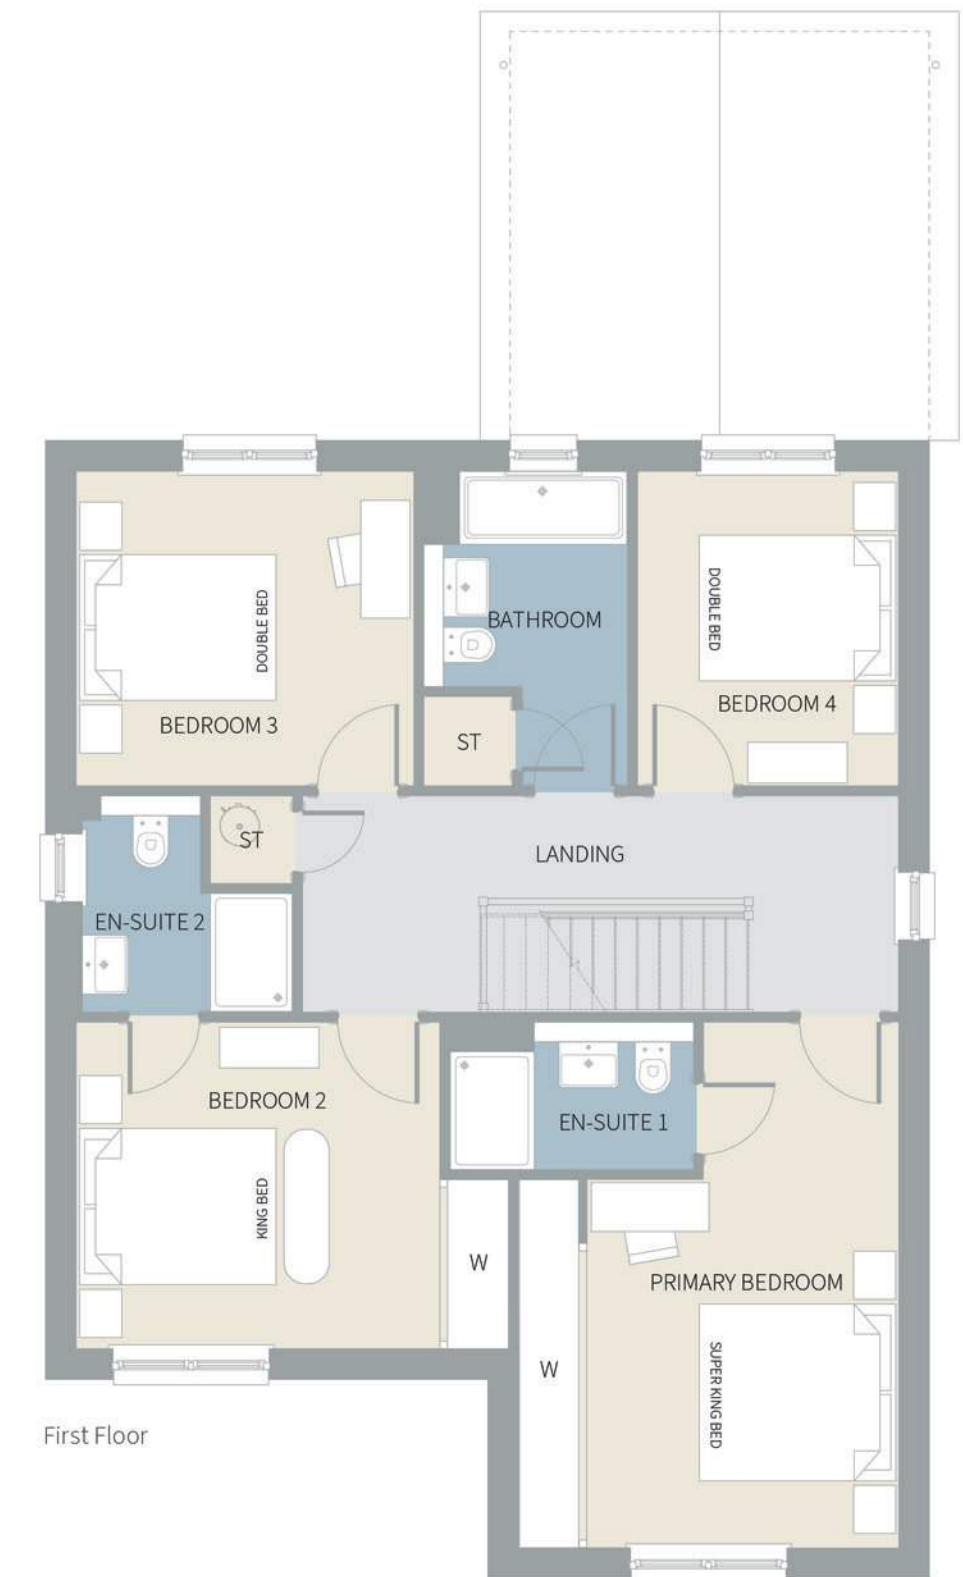 DOUBLE BED
BEDROOM 3
BATHROOM
DOUBLE BED
BEDROOM 4
ST
ST
LANDING
EN-SUITE 2
BEDROOM 2
KING BED
EN-SUITE 1
W
PRIMARY BEDROOM
W
SUPER KING BED
First Floor